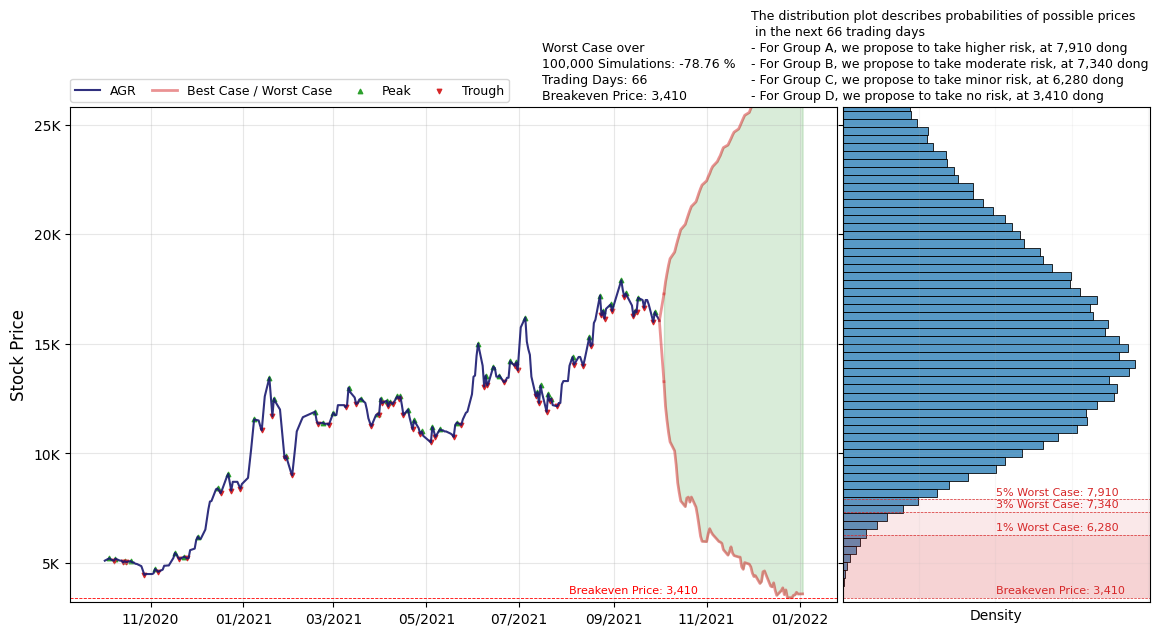 The distribution plot describes probabilities of possible prices
in the next 66 trading days
- For Group A, we propose to take higher risk, at 7,910 dong
- For Group B, we propose to take moderate risk, at 7,340 dong
- For Group C, we propose to take minor risk, at 6,280 dong
- For Group D, we propose to take no risk, at 3,410 dong
Worst Case over
100,000 Simulations: -78.76 %
Trading Days: 66
Breakeven Price: 3,410
AGR
Best Case / Worst Case
Peak
Trough
Stock Price
25K
20K
15K
10K
5K
11/2020
01/2021
3/2021
05/2021
07/2021
09/2021
11/2021
01/2022
Breakeven Price: 3,410
5% Worst Case: 7,910
3% Worst Case: 7,340
1% Worst Case: 6,280
Breakeven Price: 3,410
Density